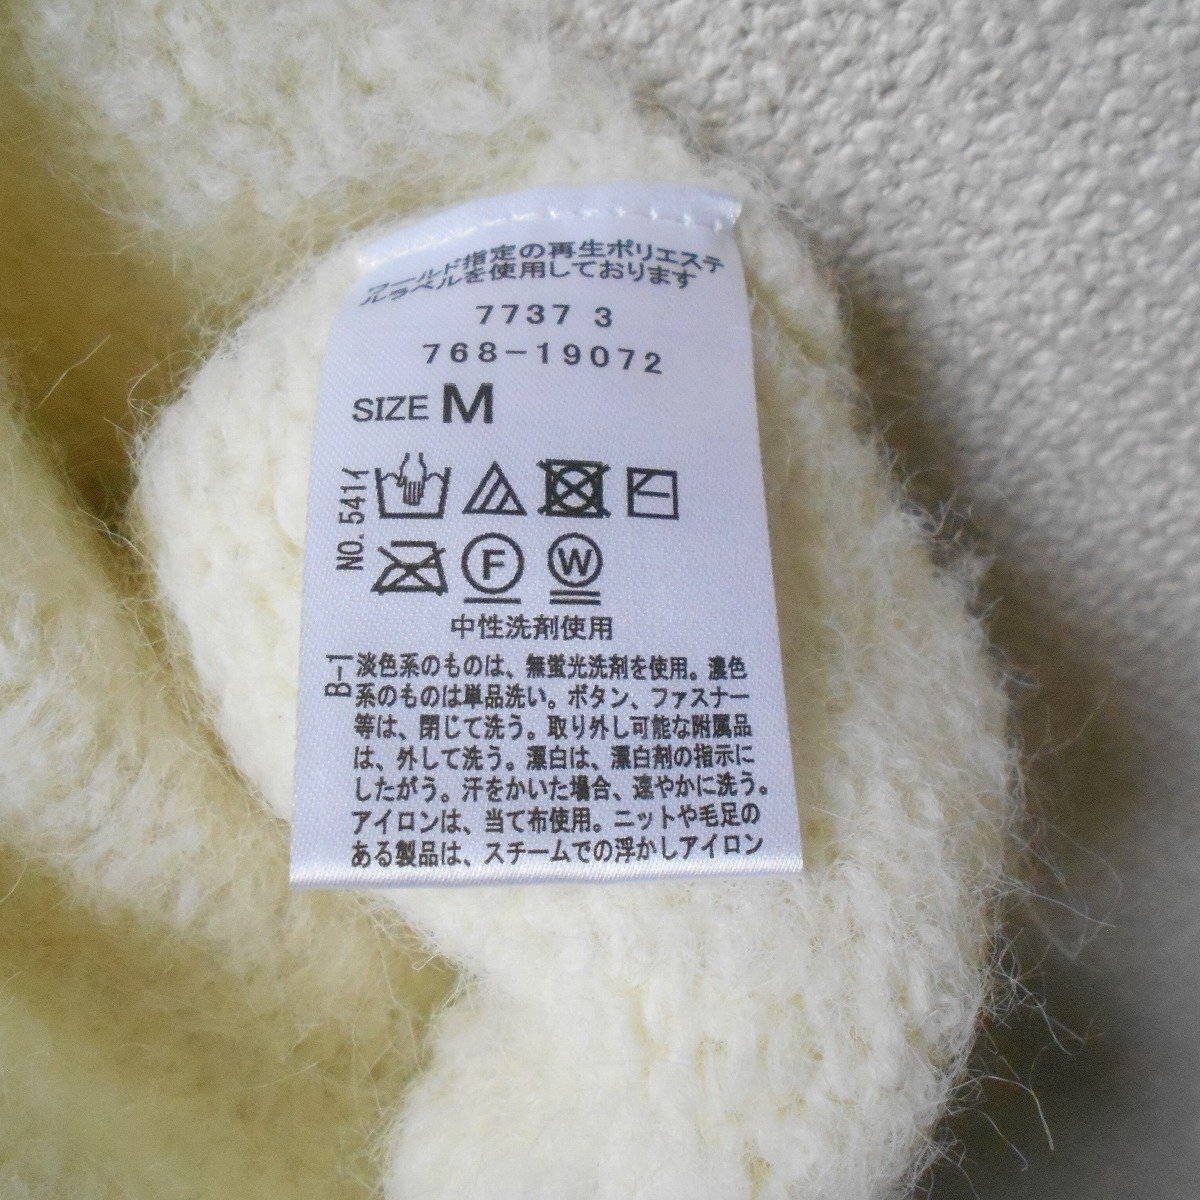 ワールド指定の再生ポリエステ
ルラベルを使用しております
7737 3
768-19072
SIZE M
NO. 541イ
F W
中性洗剤使用
B-1
淡色系のものは、無蛍光洗剤を使用。濃色
系のものは単品洗い。ボタン、ファスナー
等は、閉じて洗う。取り外し可能な附属品
は、外して洗う。漂白は、漂白剤の指示に
したがう。汗をかいた場合、速やかに洗う。
アイロンは、当て布使用。ニットや毛足の
ある製品は、スチームでの浮かしアイロン